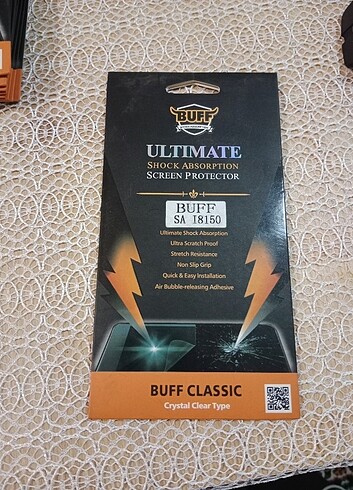 BUFF
ULTIMATE
SHOCK ABSORPTION
SCREEN PROTECTOR
BUFF
SA I8150
Ultimate Shock Absorption
Ultra Scratch Proof
Stretch Resistance
Non Slip Grip
Quick & Easy Installation
Air Bubble-releasing Adhesive
BUFF CLASSIC
Crystal Clear Type